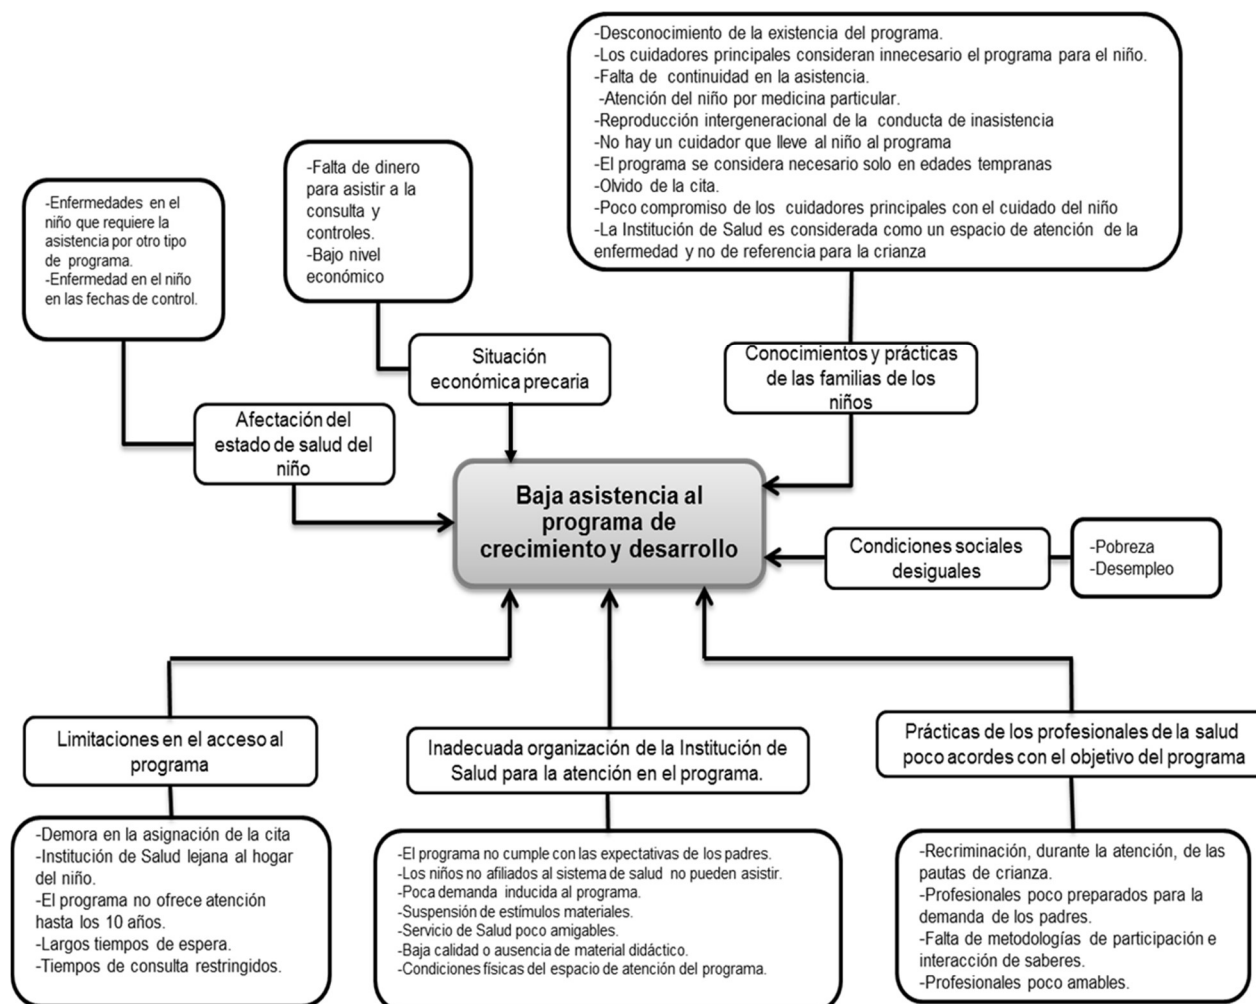 -Desconocimiento de la existencia del programa.
-Los cuidadores principales consideran innecesario el programa para el niño.
-Falta de continuidad en la asistencia.
-Atención del niño por medicina particular.
-Reproducción intergeneracional de la conducta de inasistencia
-No hay un cuidador que lleve al niño al programa
-El programa se considera necesario solo en edades tempranas
-Olvido de la cita.
-Poco compromiso de los cuidadores principales con el cuidado del niño
-La Institución de Salud es considerada como un espacio de atención de la
enfermedad y no de referencia para la crianza
-Falta de dinero
para asistir a la
consulta y
controles.
-Bajo nivel
económico
-Enfermedades en el
niño que requiere la
asistencia por otro tipo
de programa.
-Enfermedad en el niño
en las fechas de control.
Situación
económica precaria
Conocimientos y prácticas
de las familias de los
niños
Afectación del
estado de salud del
niño
Baja asistencia al
programa de
crecimiento y desarrollo
Condiciones sociales
desiguales
-Pobreza
-Desempleo
Limitaciones en el acceso al
programa
Inadecuada organización de la Institución de
Salud para la atención en el programa.
Prácticas de los profesionales de la salud
poco acordes con el objetivo del programa
-Demora en la asignación de la cita
-Institución de Salud lejana al hogar
del niño.
-El programa no ofrece atención
hasta los 10 años.
-Largos tiempos de espera.
-Tiempos de consulta restringidos.
-El programa no cumple con las expectativas de los padres.
-Los niños no afiliados al sistema de salud no pueden asistir.
-Poca demanda inducida al programa.
-Suspensión de estímulos materiales.
-Servicio de Salud poco amigables.
-Baja calidad o ausencia de material didáctico.
-Condiciones físicas del espacio de atención del programa.
-Recriminación, durante la atención, de las
pautas de crianza.
-Profesionales poco preparados para la
demanda de los padres.
-Falta de metodologías de participación e
interacción de saberes.
-Profesionales poco amables.